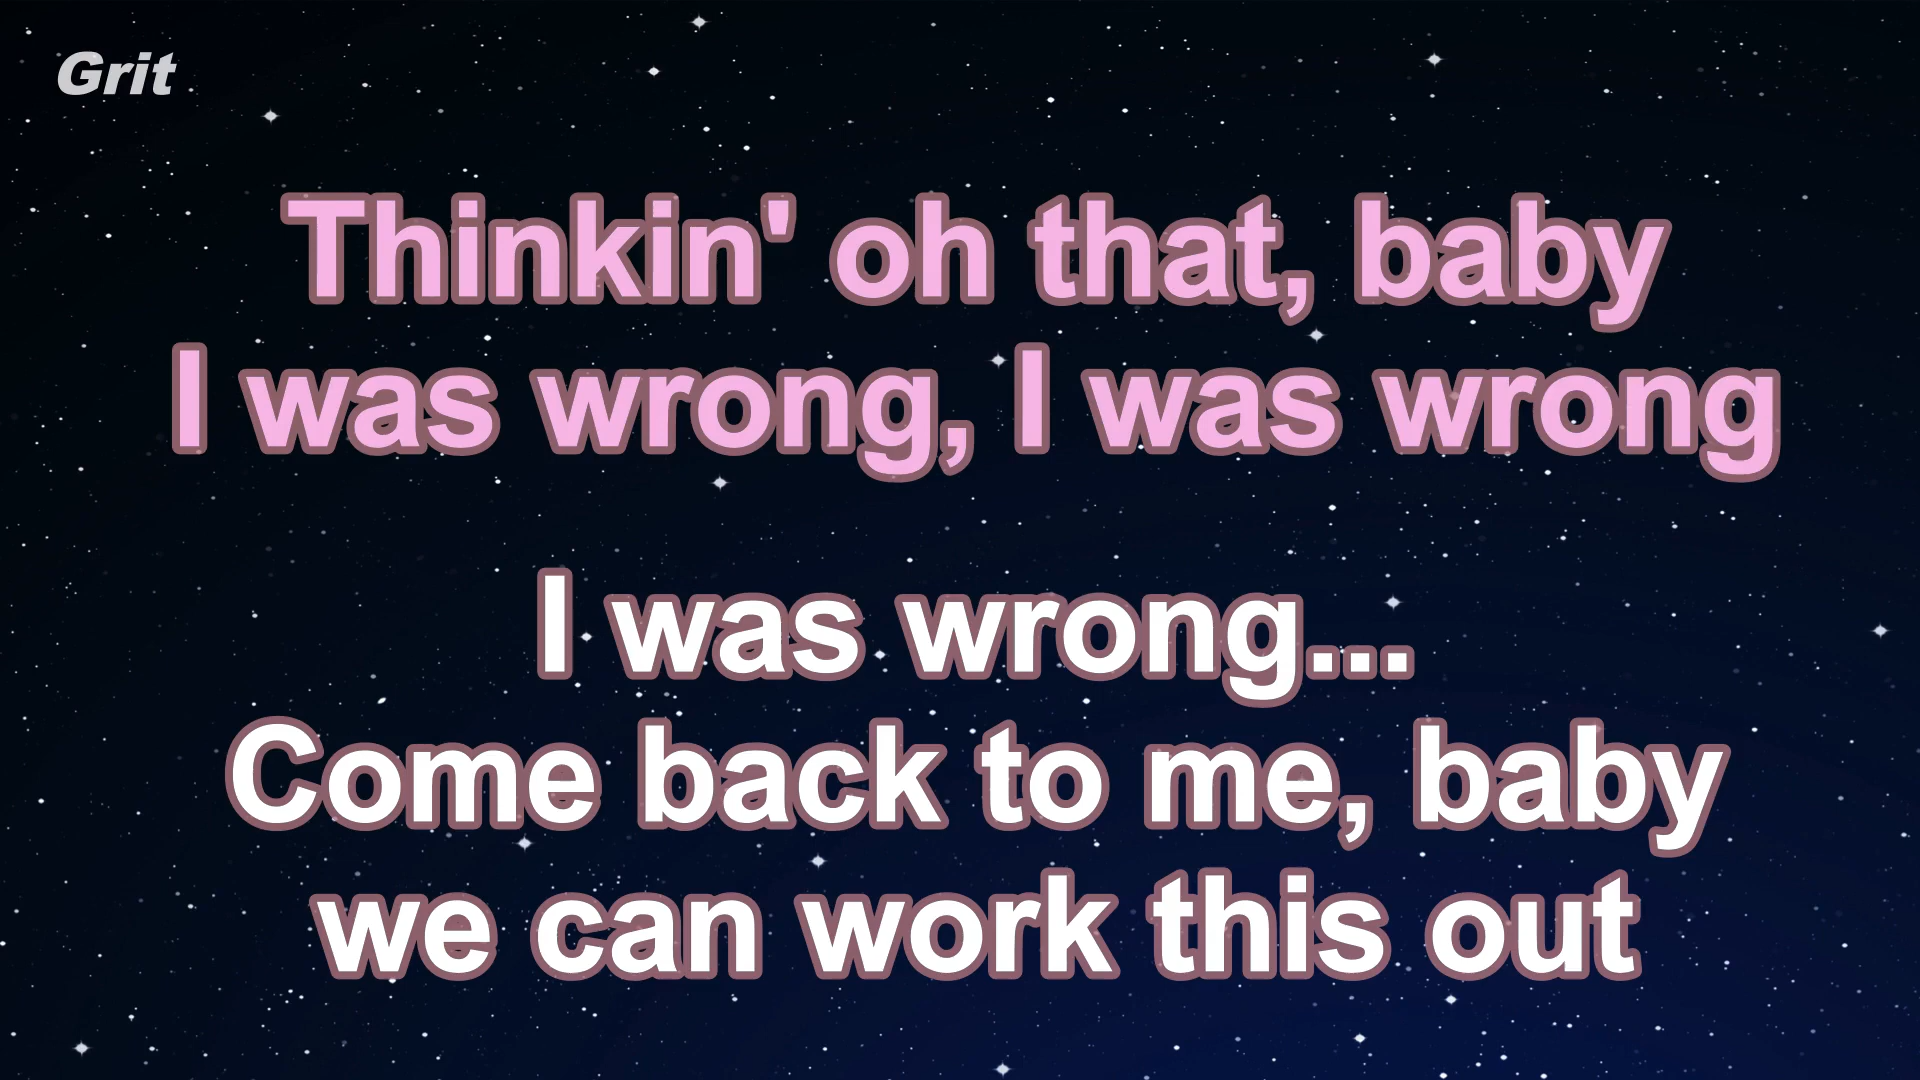 Grit
Thinkin' oh that, baby
I was wrong, I was wrong
I was wrong...
Come back to me, baby
we can work this out